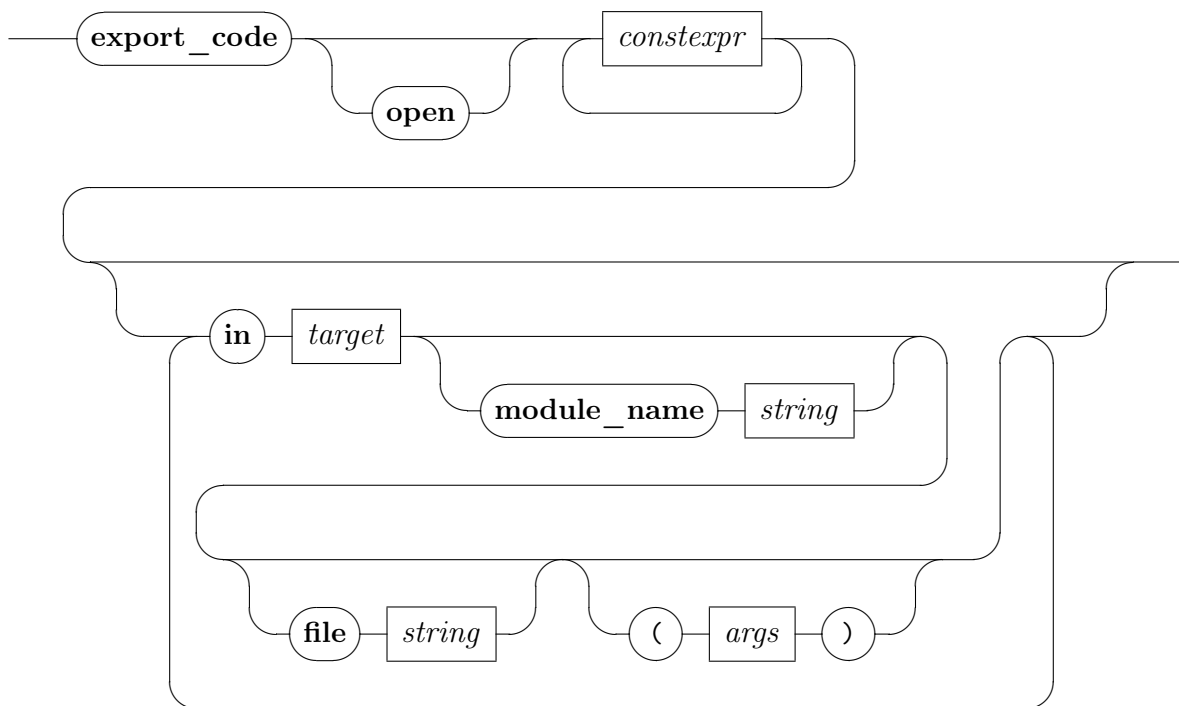 export_code constexpr
open
in target
module_name string
file string ( args )